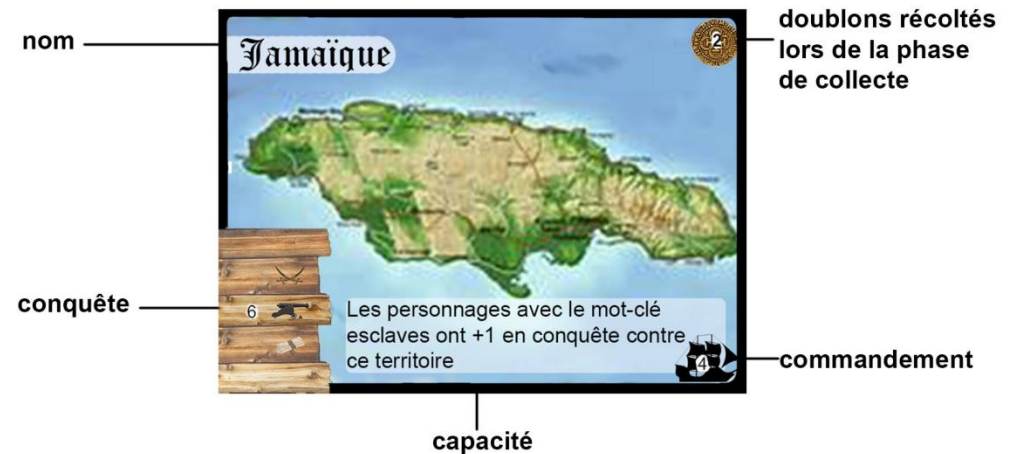 nom
Jamaïque
2
doublons récoltés
lors de la phase
de collecte
conquête
6
Les personnages avec le mot-clé
esclaves ont +1 en conquête contre
ce territoire
4
commandement
capacité